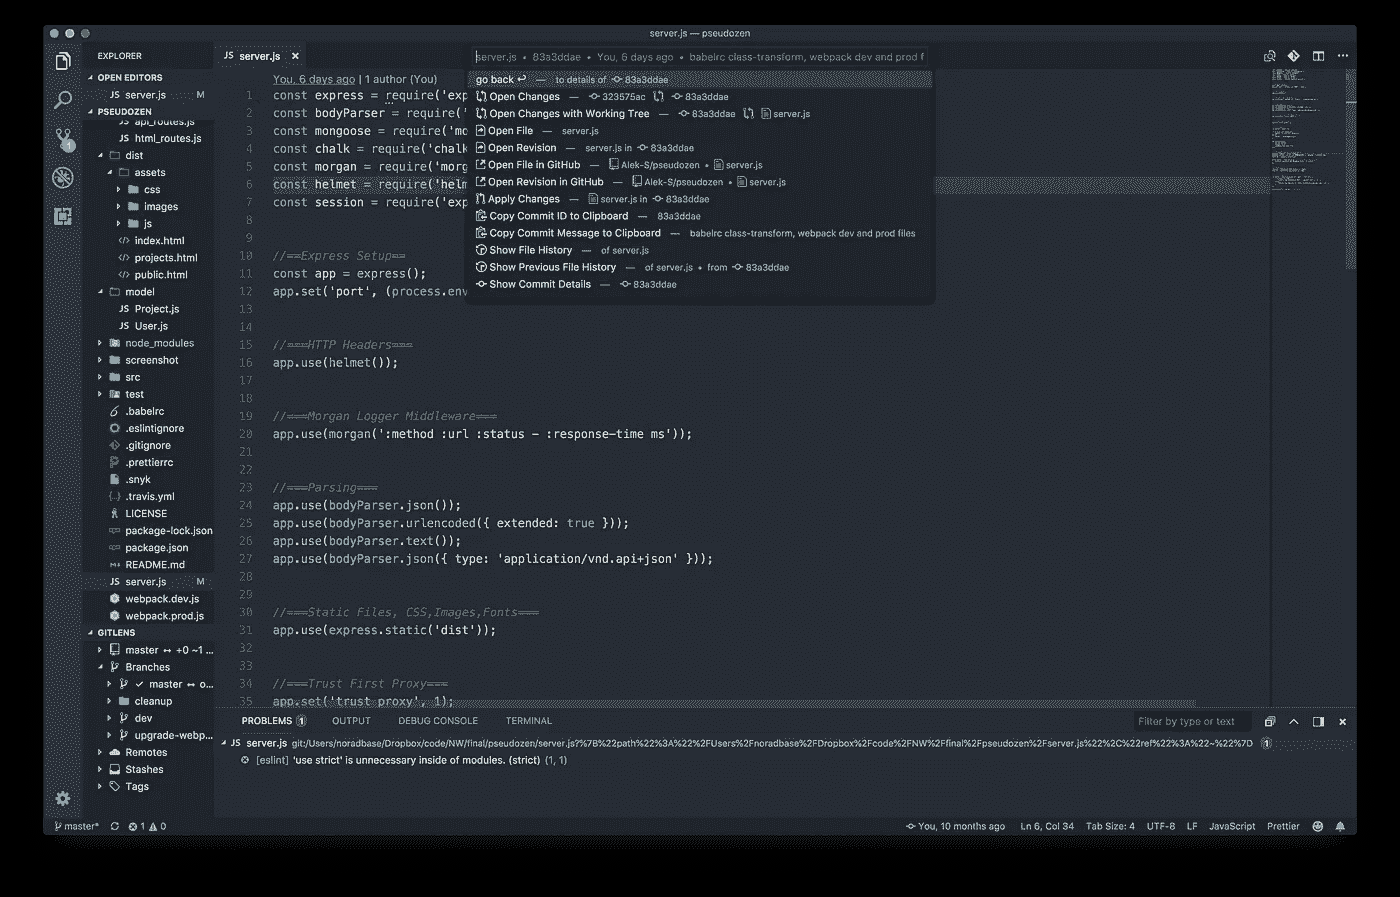 server.js — pseudozen
EXPLORER
OPEN EDITORS
JS server.js M
PSEUDOZEN
api_routes.js
html_routes.js
dist
assets
css
images
js
index.html
projects.html
public.html
model
JS Project.js
JS User.js
node_modules
screenshot
src
test
.babelrc
.eslintignore
.gitignore
.prettierrc
.snyk
.travis.yml
LICENSE
package-lock.json
package.json
README.md
JS server.js M
webpack.dev.js
webpack.prod.js
GITLENS
master ↔ +0 ~1 ...
Branches
✓ master ↔ o...
cleanup
dev
upgrade-webp...
Remotes
Stashes
Tags
JS server.js ×
server.js • 83a3ddae • You, 6 days ago • babelrc class-transform, webpack dev and prod f
go back ↩ — to details of 83a3ddae
Open Changes — 323575ac 83a3ddae
Open Changes with Working Tree — 83a3ddae server.js
Open File — server.js
Open Revision — server.js in 83a3ddae
Open File in GitHub — Alek-S/pseudozen • server.js
Open Revision in GitHub — Alek-S/pseudozen • server.js
Apply Changes — server.js in 83a3ddae
Copy Commit ID to Clipboard — 83a3ddae
Copy Commit Message to Clipboard — babelrc class-transform, webpack dev and prod files
Show File History — of server.js
Show Previous File History — of server.js • from 83a3ddae
Show Commit Details — 83a3ddae
You, 6 days ago | 1 author (You)
1 const express = require('exp
2 const bodyParser = require('
3 const mongoose = require('mo
4 const chalk = require('chalk
5 const morgan = require('morg
6 const helmet = require('helm
7 const session = require('exp
8
9
10 //==Express Setup==
11 const app = express();
12 app.set('port', (process.env
13
14
15 //===HTTP Headers===
16 app.use(helmet());
17
18
19 //===Morgan Logger Middleware===
20 app.use(morgan(':method :url :status - :response-time ms'));
21
22
23 //===Parsing===
24 app.use(bodyParser.json());
25 app.use(bodyParser.urlencoded({ extended: true }));
26 app.use(bodyParser.text());
27 app.use(bodyParser.json({ type: 'application/vnd.api+json' }));
28
29
30 //===Static Files, CSS,Images,Fonts===
31 app.use(express.static('dist'));
32
33
34 //===Trust First Proxy===
35 app.set('trust proxy', 1);
PROBLEMS 1 OUTPUT DEBUG CONSOLE TERMINAL Filter by type or text
JS server.js git:/Users/noradbase/Dropbox/code/NW/final/pseudozen/server.js?%7B%22path%22%3A%22%2FUsers%2Fnoradbase%2FDropbox%2Fcode%2FNW%2Ffinal%2Fpseudozen%2Fserver.js%22%2C%22ref%22%3A%22~%22%7D 1
[eslint] 'use strict' is unnecessary inside of modules. (strict) (1, 1)
master* 1 0 You, 10 months ago Ln 6, Col 34 Tab Size: 4 UTF-8 LF JavaScript Prettier